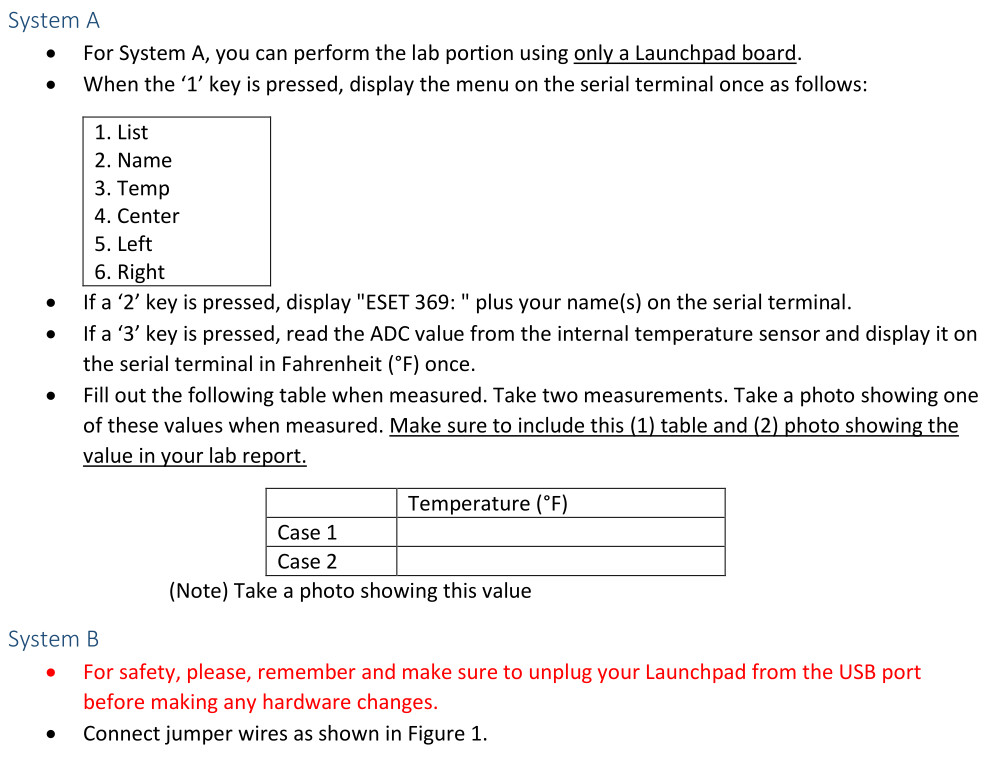 System A
• For System A, you can perform the lab portion using only a Launchpad board.
• When the ‘1’ key is pressed, display the menu on the serial terminal once as follows:
1. List
2. Name
3. Temp
4. Center
5. Left
6. Right
• If a ‘2’ key is pressed, display "ESET 369: " plus your name(s) on the serial terminal.
• If a ‘3’ key is pressed, read the ADC value from the internal temperature sensor and display it on
the serial terminal in Fahrenheit (°F) once.
• Fill out the following table when measured. Take two measurements. Take a photo showing one
of these values when measured. Make sure to include this (1) table and (2) photo showing the
value in your lab report.
Temperature (°F)
Case 1
Case 2
(Note) Take a photo showing this value
System B
• For safety, please, remember and make sure to unplug your Launchpad from the USB port
before making any hardware changes.
• Connect jumper wires as shown in Figure 1.